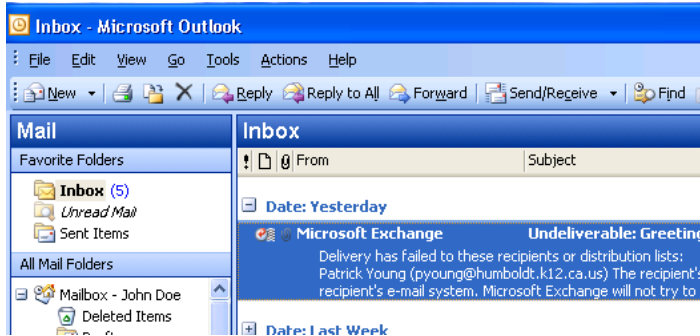 Inbox - Microsoft Outlook
File Edit View Go Tools Actions Help
New Reply Reply to All Forward Send/Receive Find
Mail
Inbox
Favorite Folders
From Subject
Inbox (5)
Unread Mail
Sent Items
Date: Yesterday
Microsoft Exchange Undeliverable: Greeting
Delivery has failed to these recipients or distribution lists:
Patrick Young (pyoung@humboldt.k12.ca.us) The recipient's
recipient's e-mail system. Microsoft Exchange will not try to
All Mail Folders
Mailbox - John Doe
Deleted Items
Date: Last Week